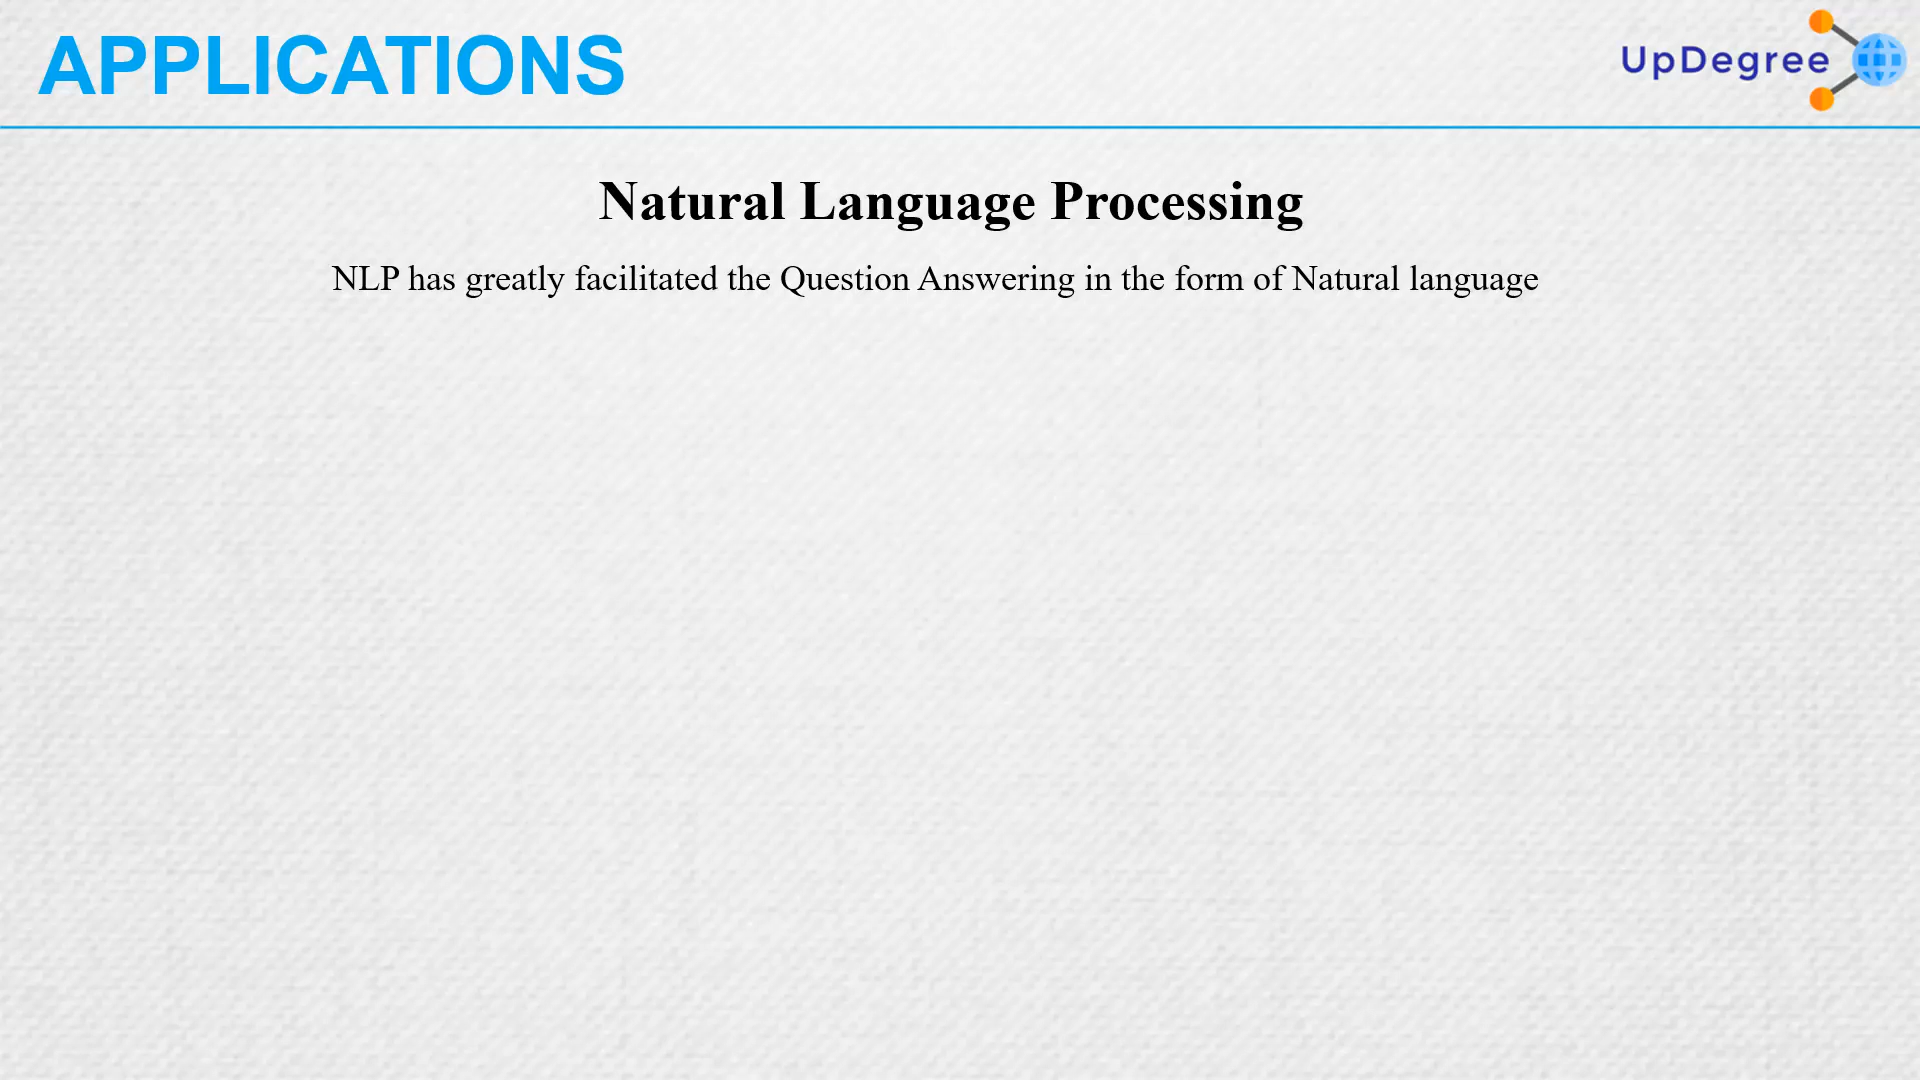 APPLICATIONS
UpDegree
Natural Language Processing
NLP has greatly facilitated the Question Answering in the form of Natural language